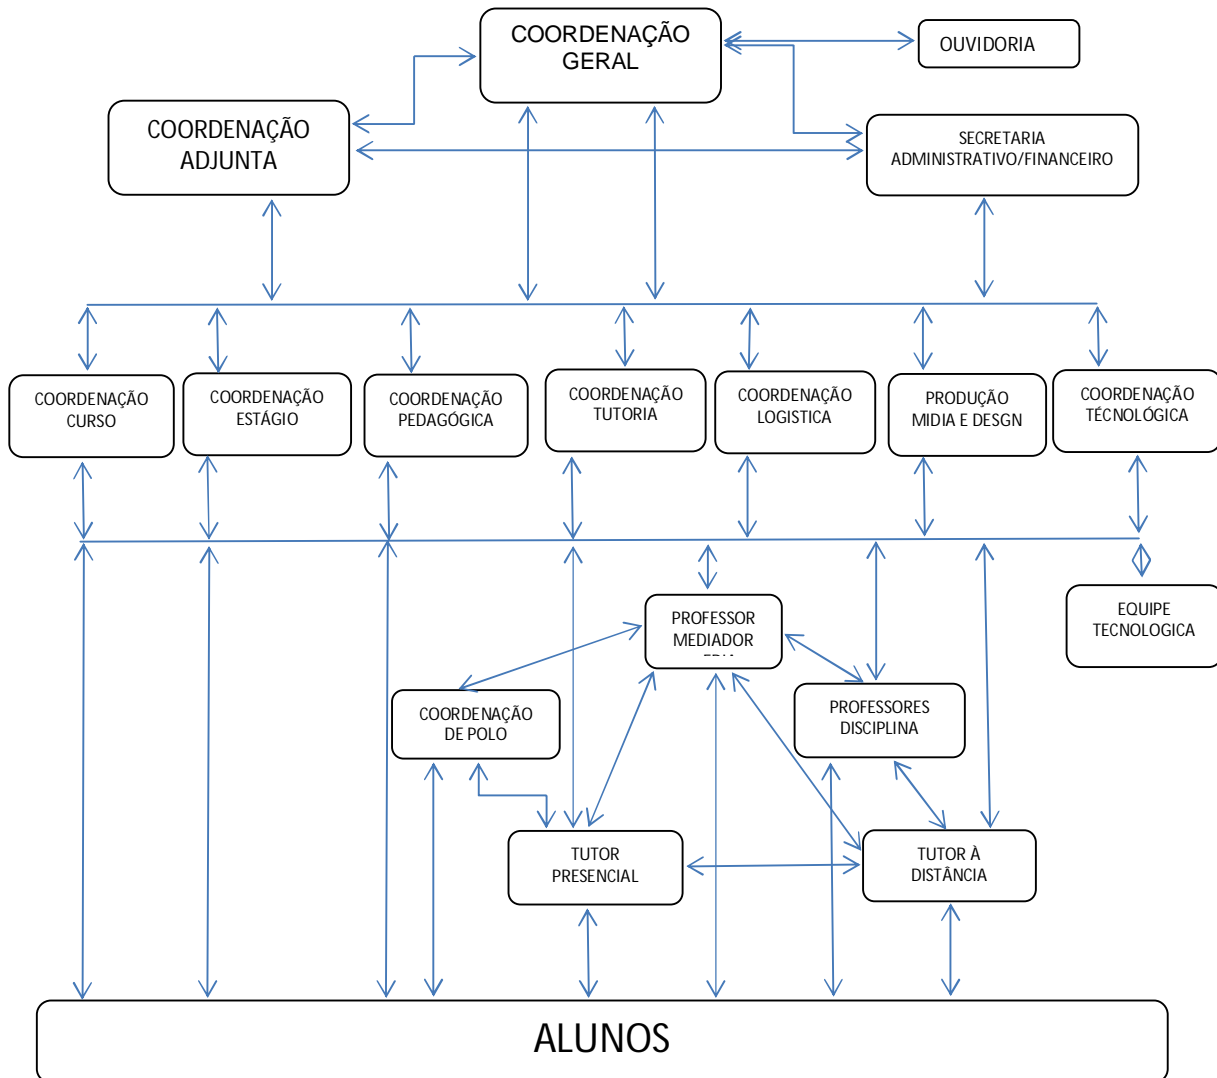 COORDENAÇÃO
GERAL
OUVIDORIA
COORDENAÇÃO
ADJUNTA
SECRETARIA
ADMINISTRATIVO/FINANCEIRO
COORDENAÇÃO
CURSO
COORDENAÇÃO
ESTÁGIO
COORDENAÇÃO
PEDAGÓGICA
COORDENAÇÃO
TUTORIA
COORDENAÇÃO
LOGISTICA
PRODUÇÃO
MIDIA E DESGN
COORDENAÇÃO
TÉCNOLÓGICA
PROFESSOR
MEDIADOR
EQUIPE
TECNOLOGICA
COORDENAÇÃO
DE POLO
PROFESSORES
DISCIPLINA
TUTOR
PRESENCIAL
TUTOR À
DISTÂNCIA
ALUNOS